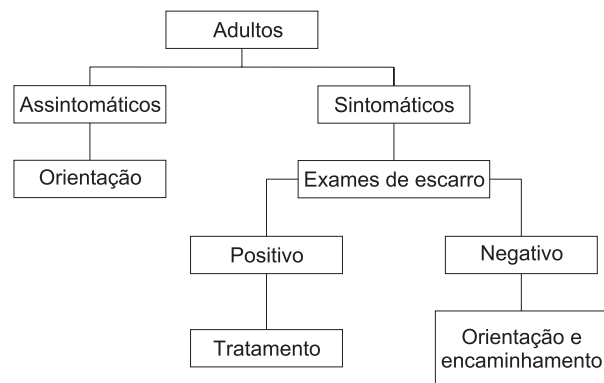 Adultos
Assintomáticos
Sintomáticos
Orientação
Exames de escarro
Positivo
Negativo
Tratamento
Orientação e
encaminhamento